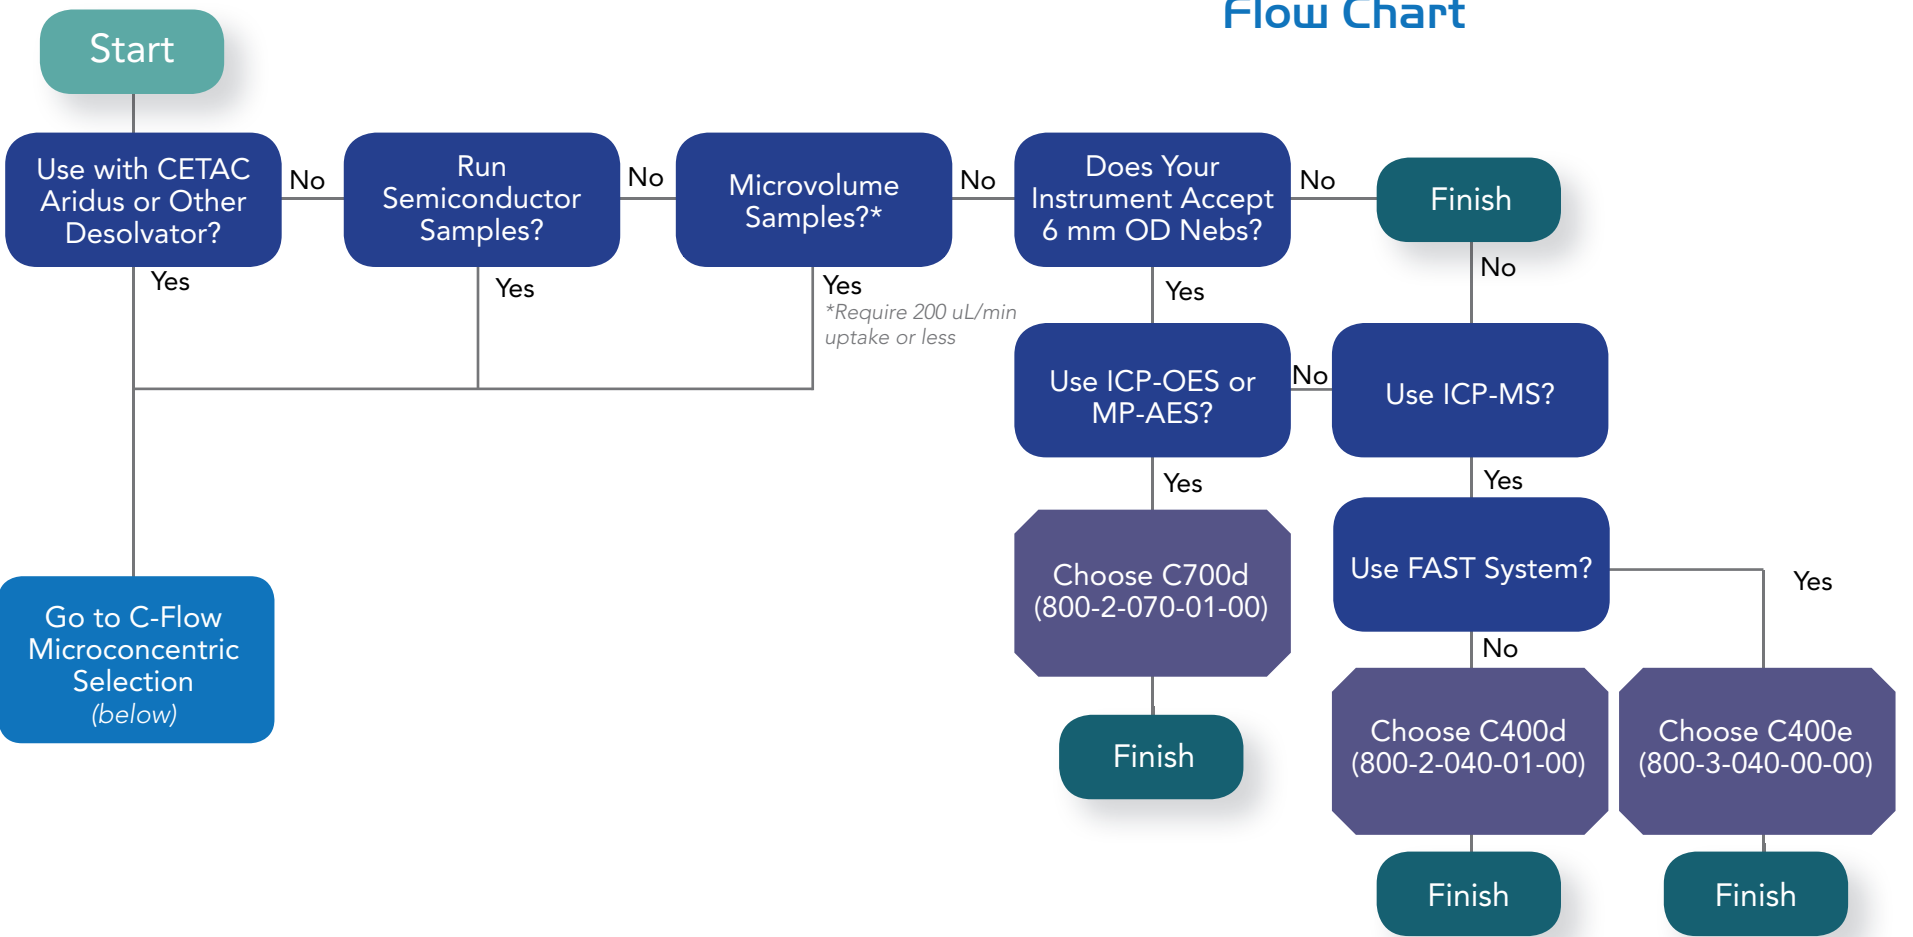 Flow Chart
Start
Use with CETAC
Aridus or Other
Desolvator?
No
Run
Semiconductor
Samples?
No
Microvolume
Samples?*
No
Does Your
Instrument Accept
6 mm OD Nebs?
No
Finish
Yes
Yes
Yes
*Require 200 uL/min
uptake or less
Yes
No
Use ICP-OES or
MP-AES?
No
Use ICP-MS?
Yes
Yes
Choose C700d
(800-2-070-01-00)
Use FAST System?
Yes
No
Go to C-Flow
Microconcentric
Selection
(below)
Finish
Choose C400d
(800-2-040-01-00)
Choose C400e
(800-3-040-00-00)
Finish
Finish